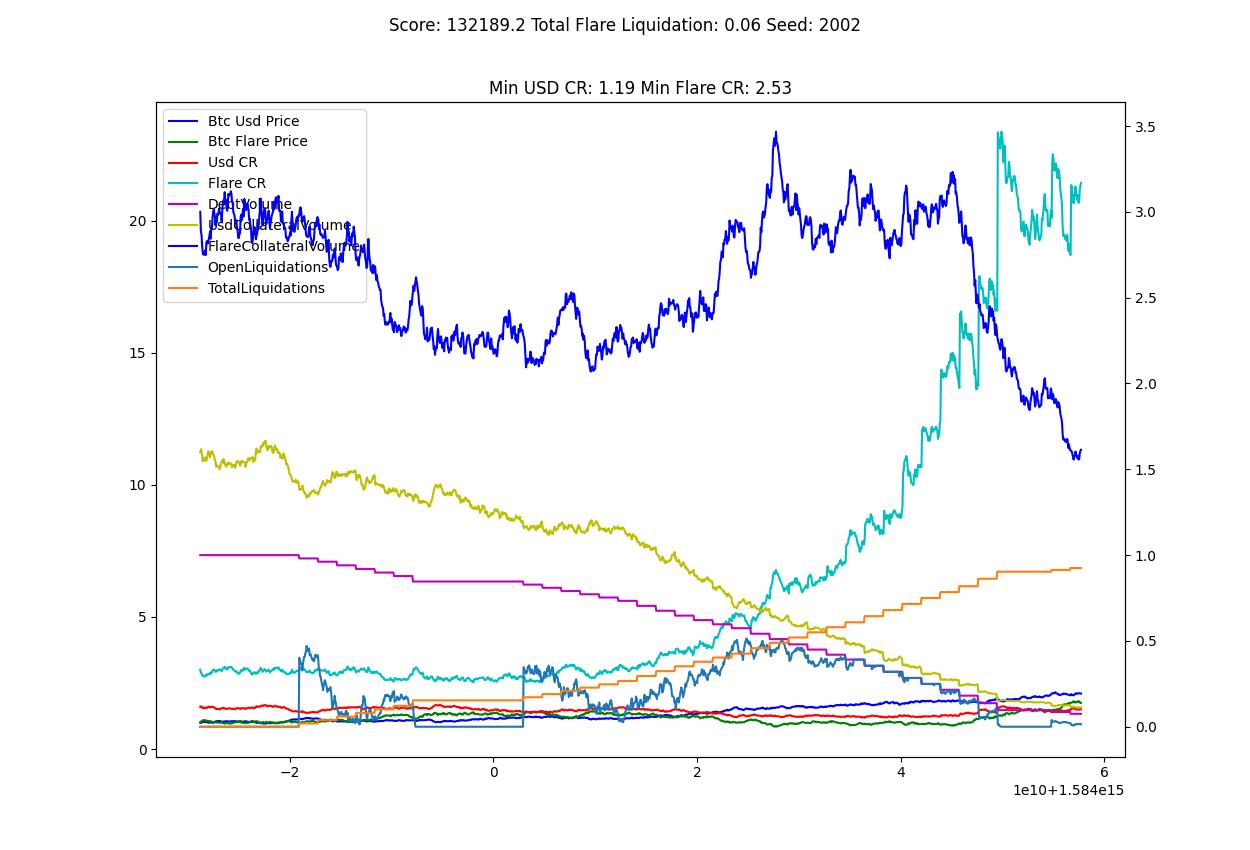 Score: 132189.2 Total Flare Liquidation: 0.06 Seed: 2002
Min USD CR: 1.19 Min Flare CR: 2.53
Btc Usd Price
Btc Flare Price
Usd CR
Flare CR
DebtVolume
UsdCollateralVolume
FlareCollateralVolume
OpenLiquidations
TotalLiquidations
20
15
10
5
0
3.5
3.0
2.5
2.0
1.5
1.0
0.5
0.0
−2
0
2
4
6
1e10+1.584e15